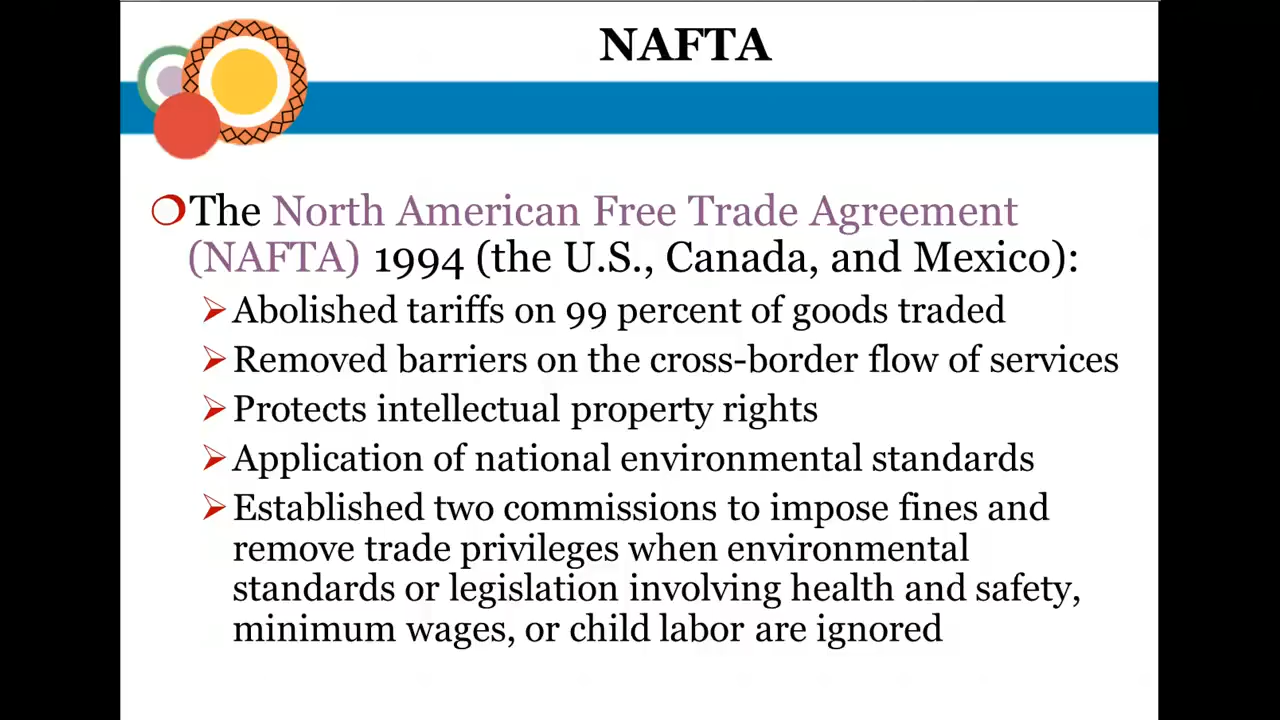 NAFTA
The North American Free Trade Agreement
(NAFTA) 1994 (the U.S., Canada, and Mexico):
Abolished tariffs on 99 percent of goods traded
Removed barriers on the cross-border flow of services
Protects intellectual property rights
Application of national environmental standards
Established two commissions to impose fines and
remove trade privileges when environmental
standards or legislation involving health and safety,
minimum wages, or child labor are ignored